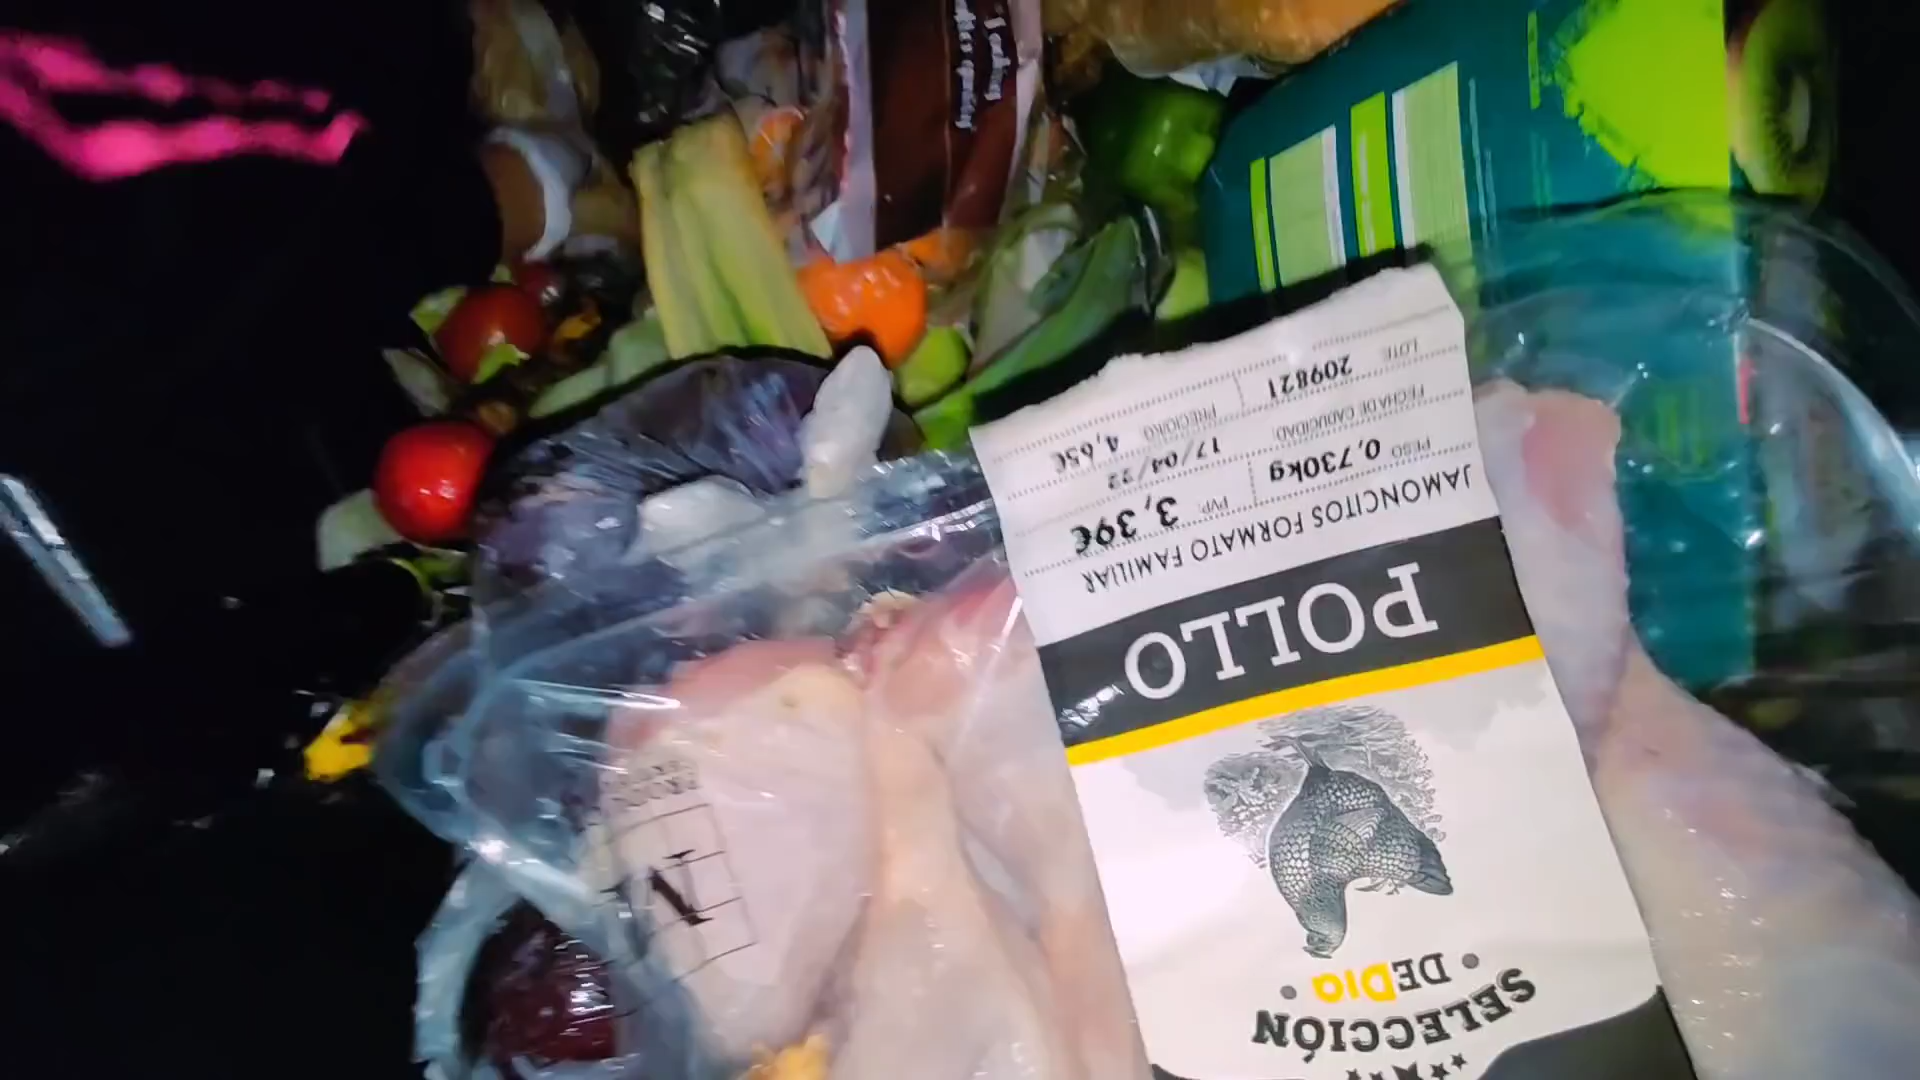 SELECCIÓN
DE Dia
POLLO
JAMONCITOS FORMATO FAMILIAR
PESO 0,730kg PVP: 3,39€
FECHA DE CADUCIDAD: 17/04/22
LOTE 209821 PRECIO/KG 4,65€